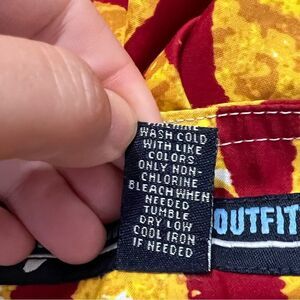 MACHINE
WASH COLD
WITH LIKE
COLORS
ONLY NON-
CHLORINE
BLEACH WHEN
NEEDED
TUMBLE
DRY LOW
COOL IRON
IF NEEDED
OUTFIT